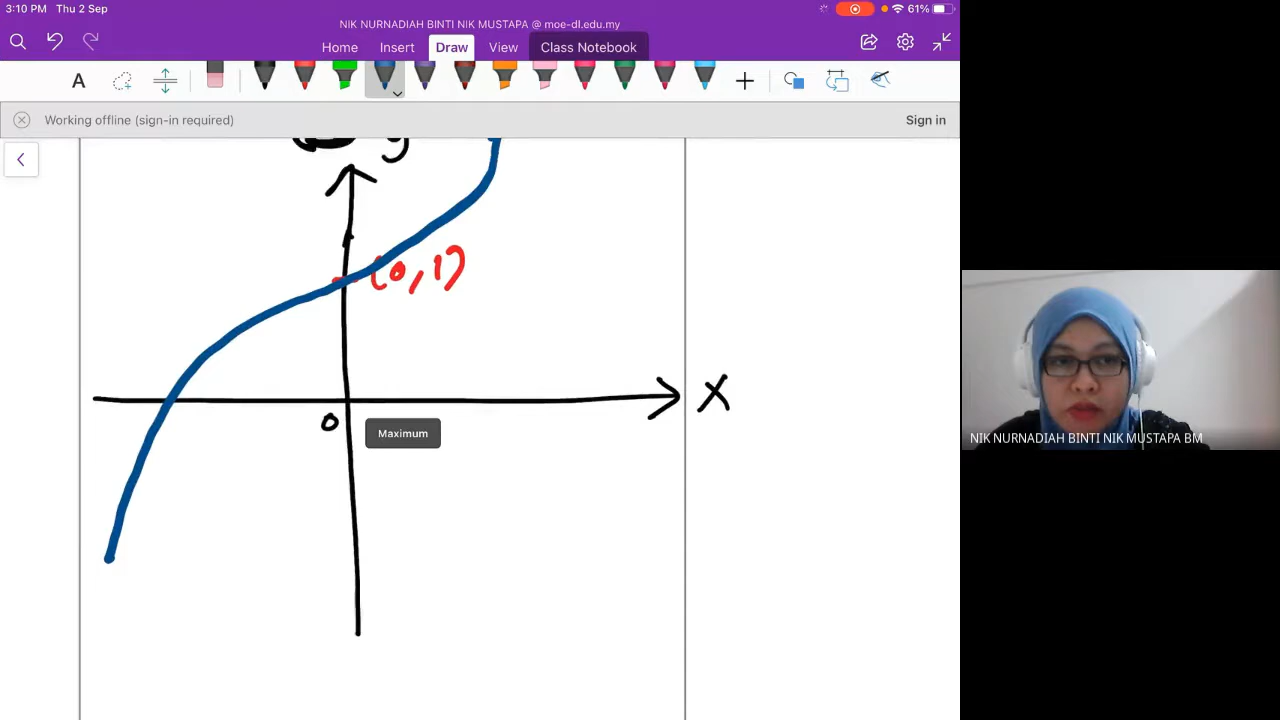 3:10 PM Thu 2 Sep
61%
NIK NURNADIAH BINTI NIK MUSTAPA @ moe-dl.edu.my
Home Insert Draw View Class Notebook
A
Working offline (sign-in required) Sign in
y
(0,1)
X
0
Maximum
NIK NURNADIAH BINTI NIK MUSTAPA BM